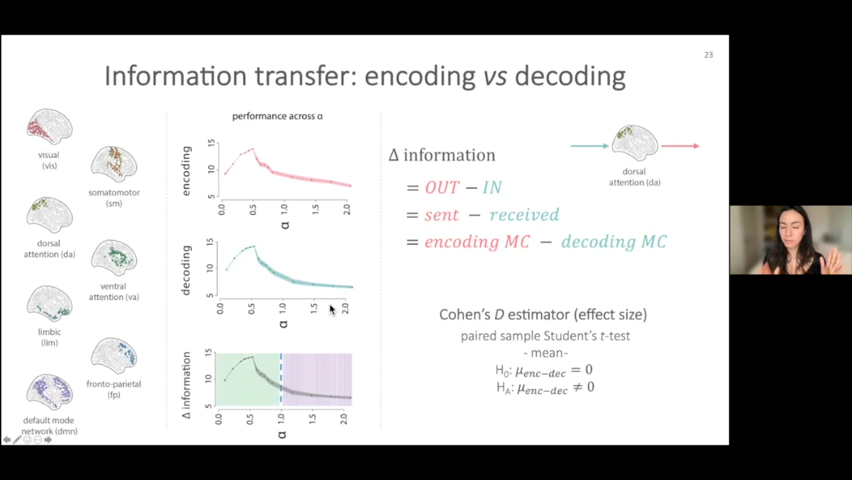 23
Information transfer: encoding vs decoding
visual
(vis)
somatomotor
(sm)
dorsal
attention (da)
ventral
attention (va)
limbic
(lim)
fronto-parietal
(fp)
default mode
network (dmn)
performance across α
encoding
15
10
5
0.0
0.5
1.0
1.5
2.0
α
decoding
15
10
5
0.0
0.5
1.0
1.5
2.0
α
Δ information
15
10
5
0.0
0.5
1.0
1.5
2.0
α
Δ information
= OUT − IN
= sent − received
= encoding MC − decoding MC
dorsal
attention (da)
Cohen's D estimator (effect size)
paired sample Student's t-test
- mean-
H₀: μenc−dec = 0
HA: μenc−dec ≠ 0